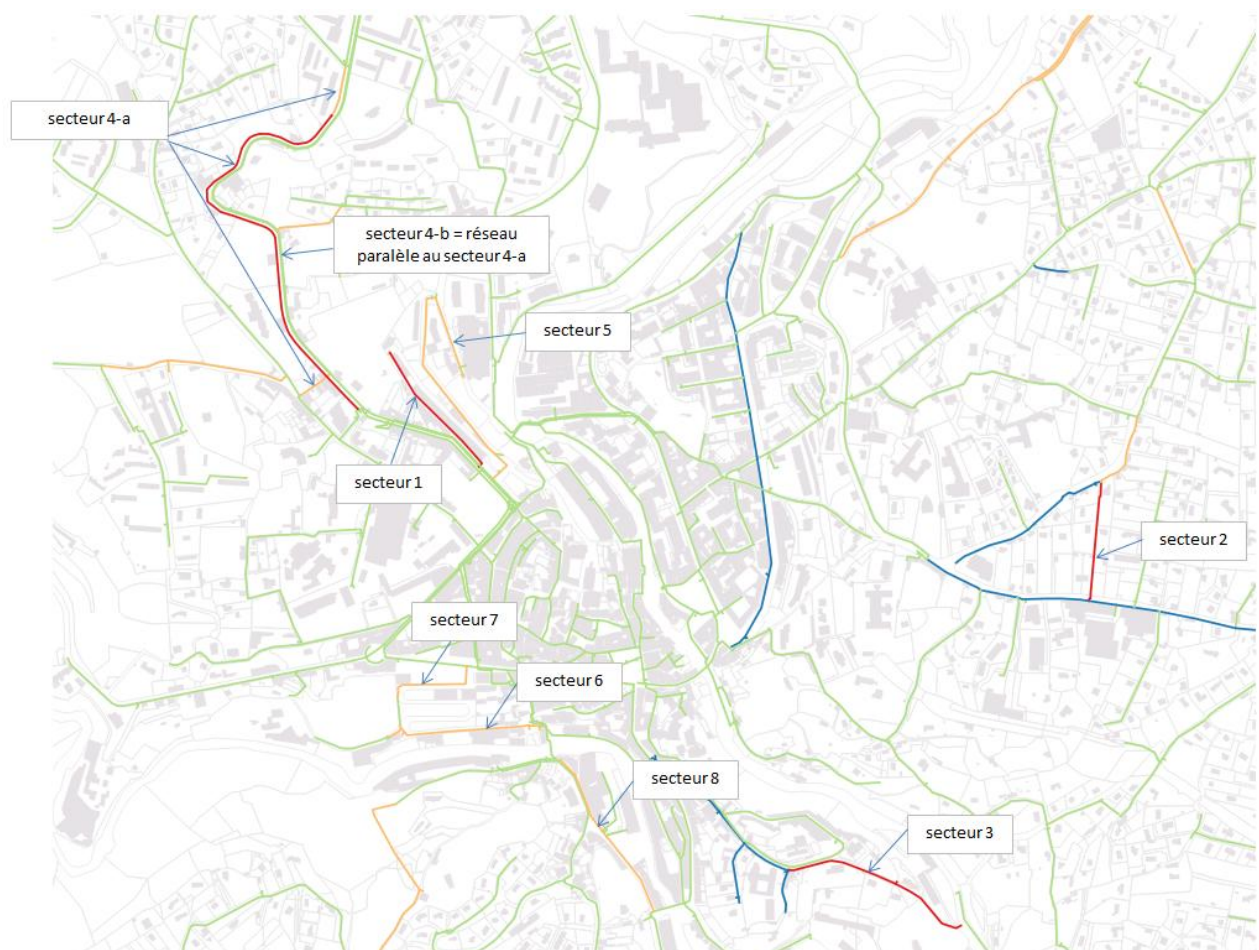 secteur 4-a
secteur 4-b = réseau
paralèle au secteur 4-a
secteur 5
secteur 1
secteur 2
secteur 7
secteur 6
secteur 8
secteur 3